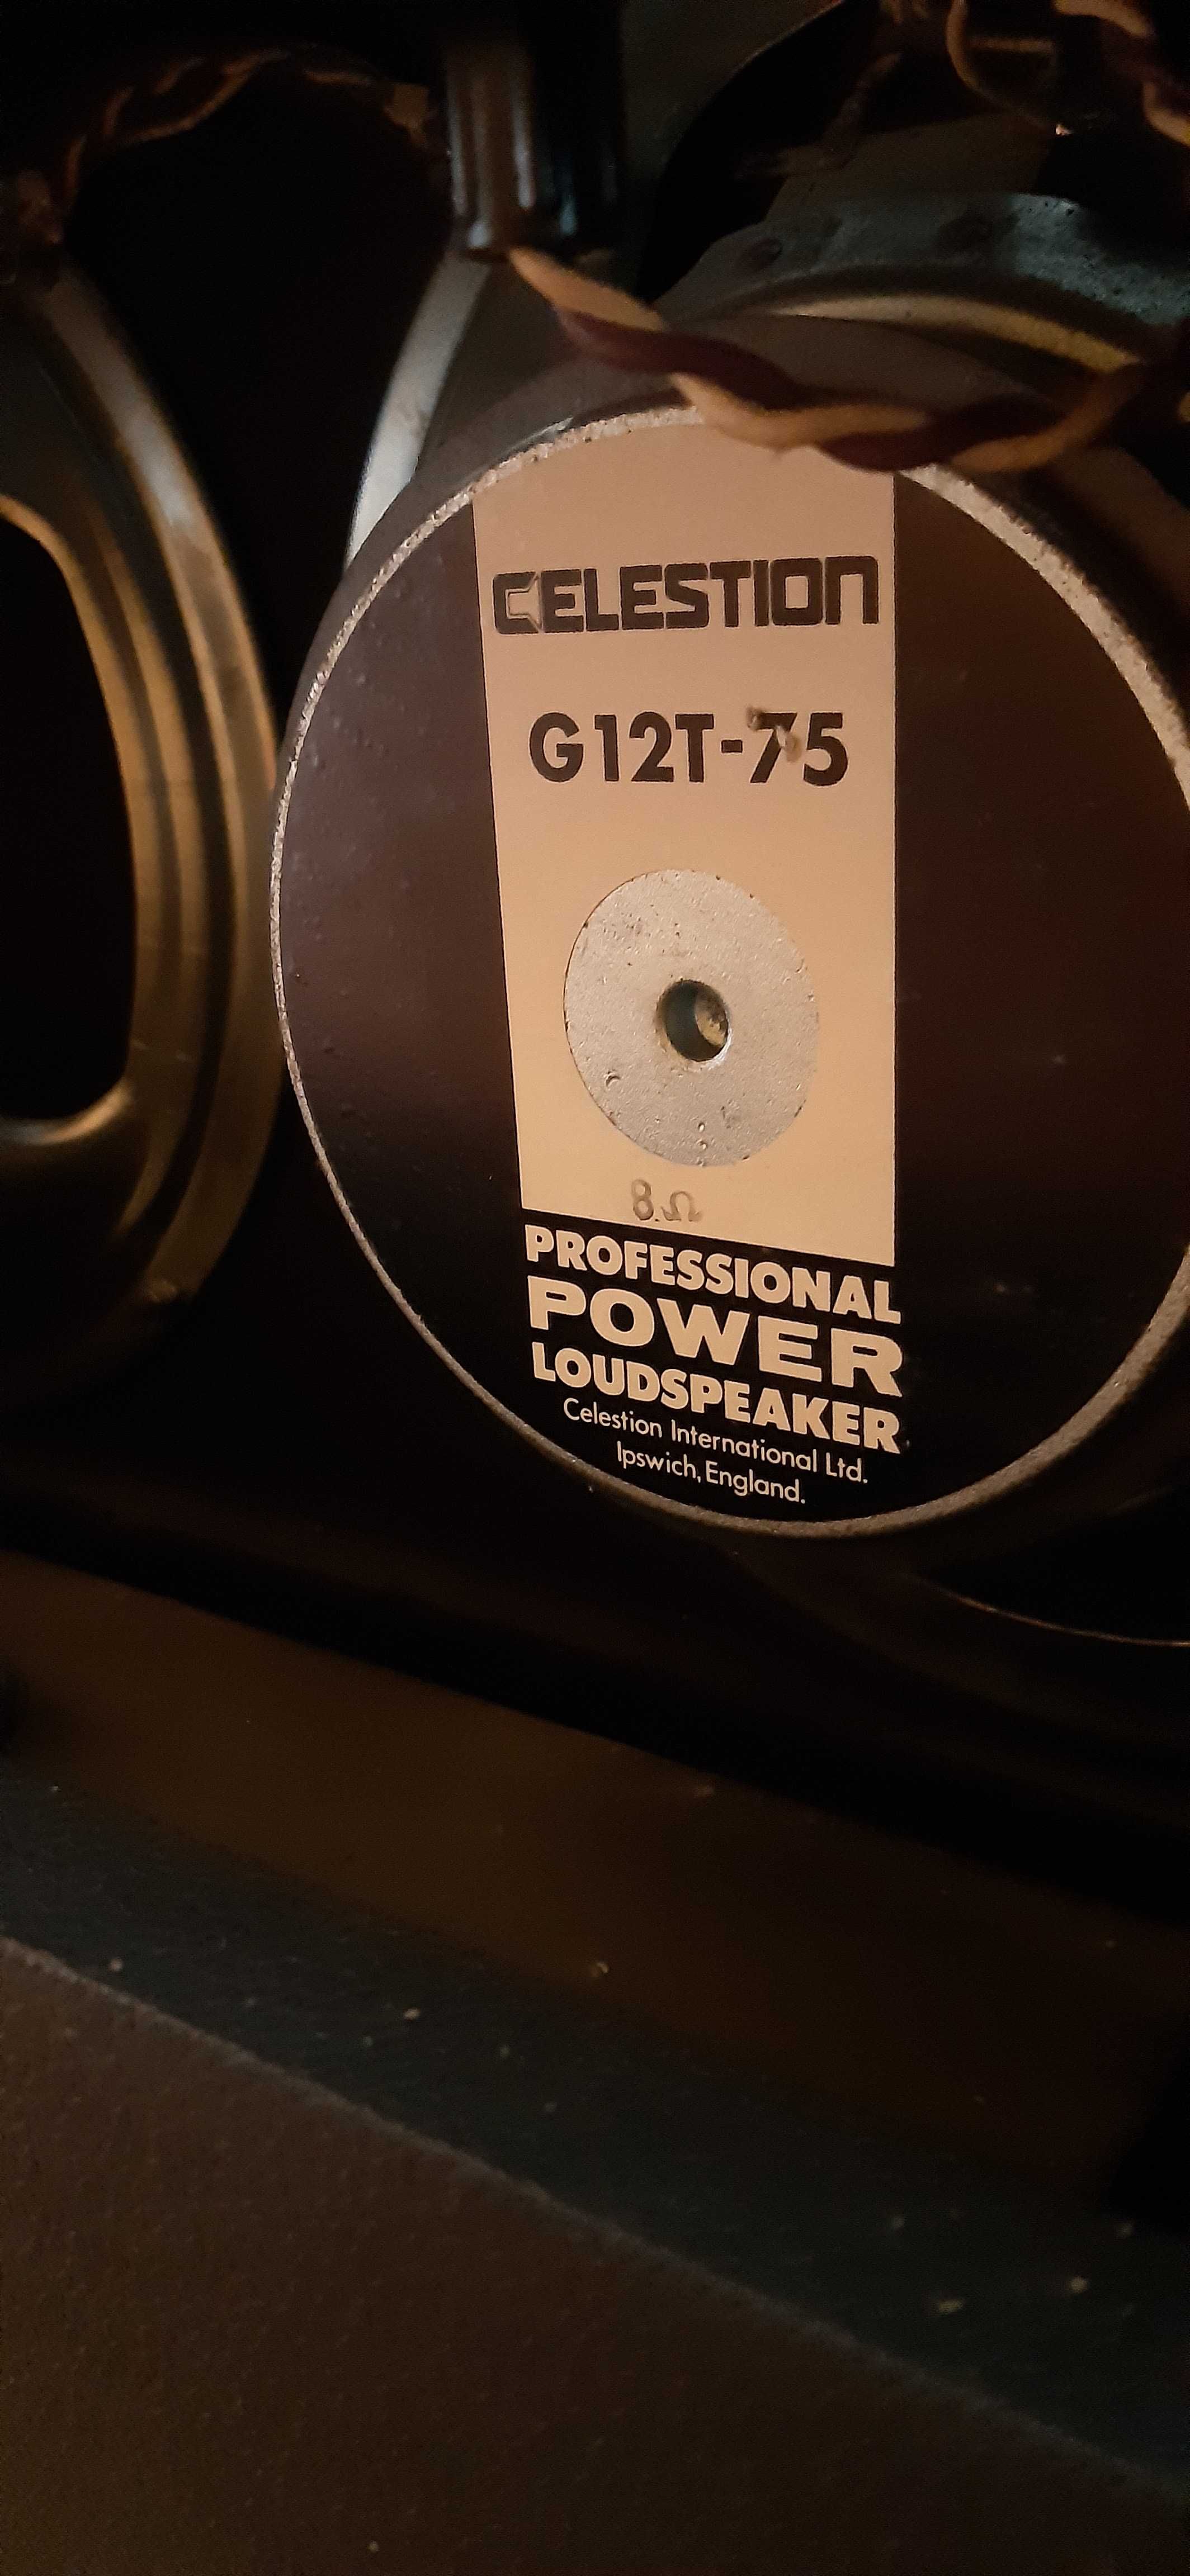 CELESTION
G12T-75
8Ω
PROFESSIONAL
POWER
LOUDSPEAKER
Celestion International Ltd.
Ipswich, England.